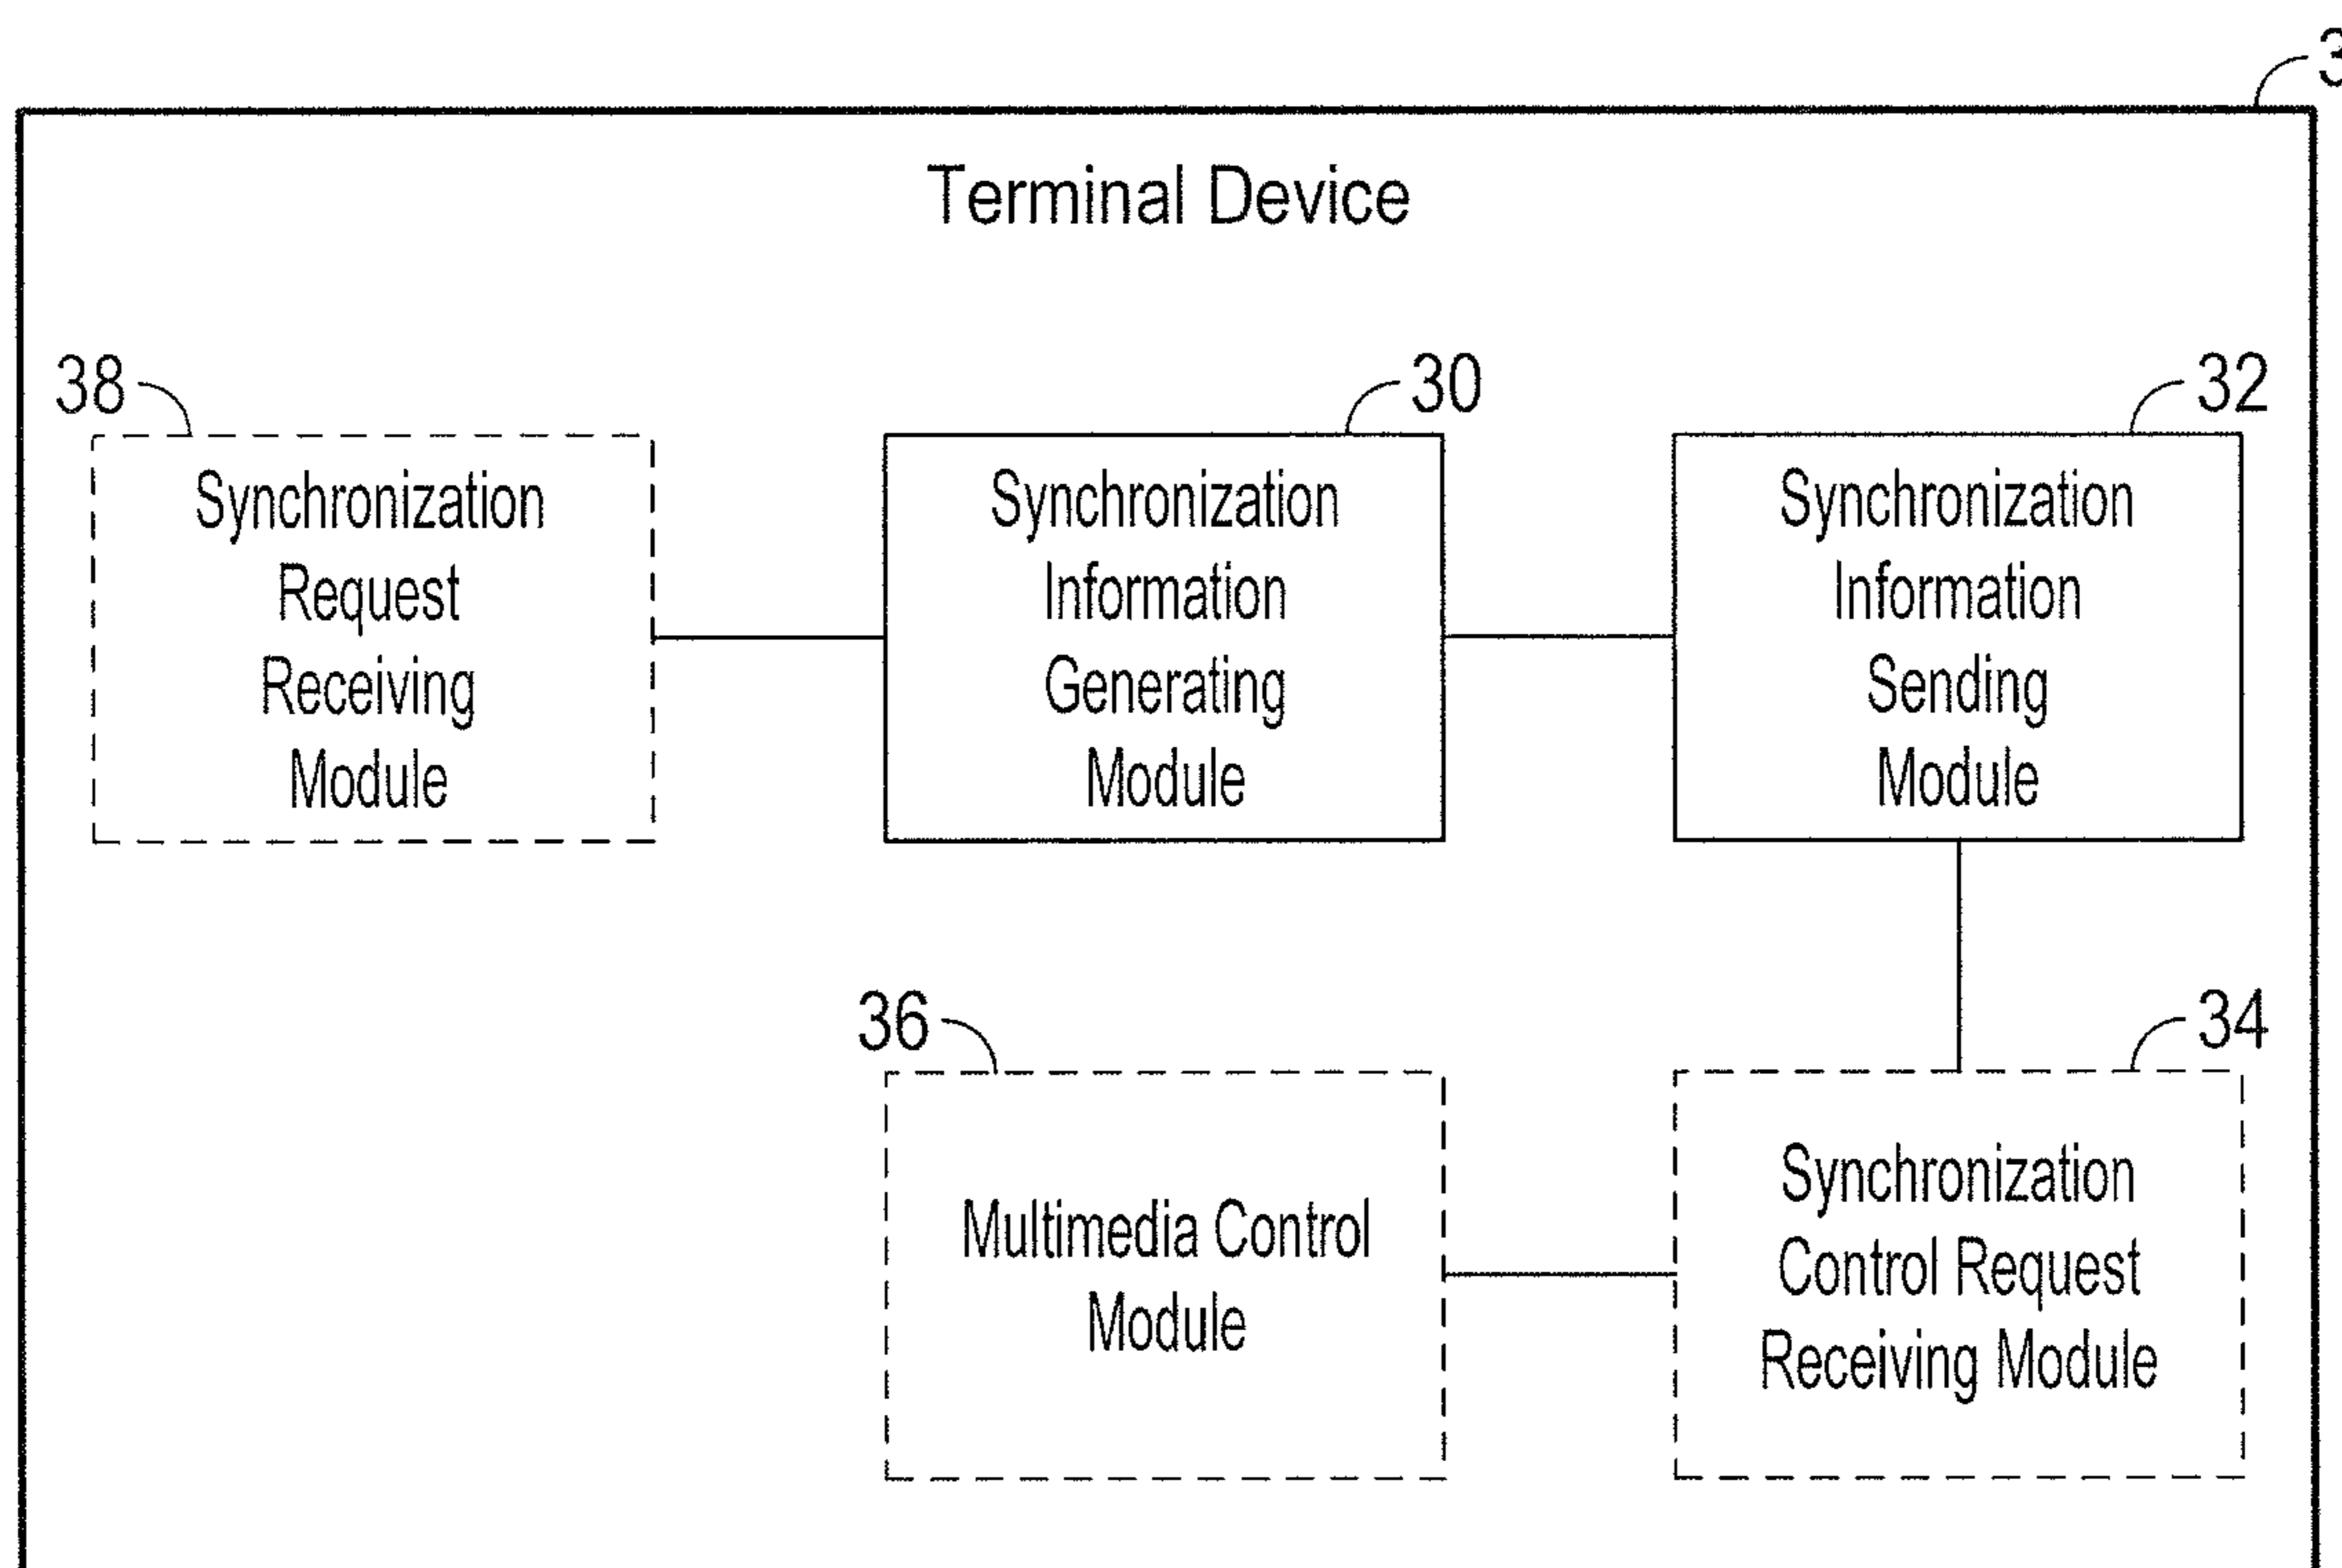 3
Terminal Device
38
30
32
Synchronization
Request
Receiving
Module
Synchronization
Information
Generating
Module
Synchronization
Information
Sending
Module
36
34
Multimedia Control
Module
Synchronization
Control Request
Receiving Module